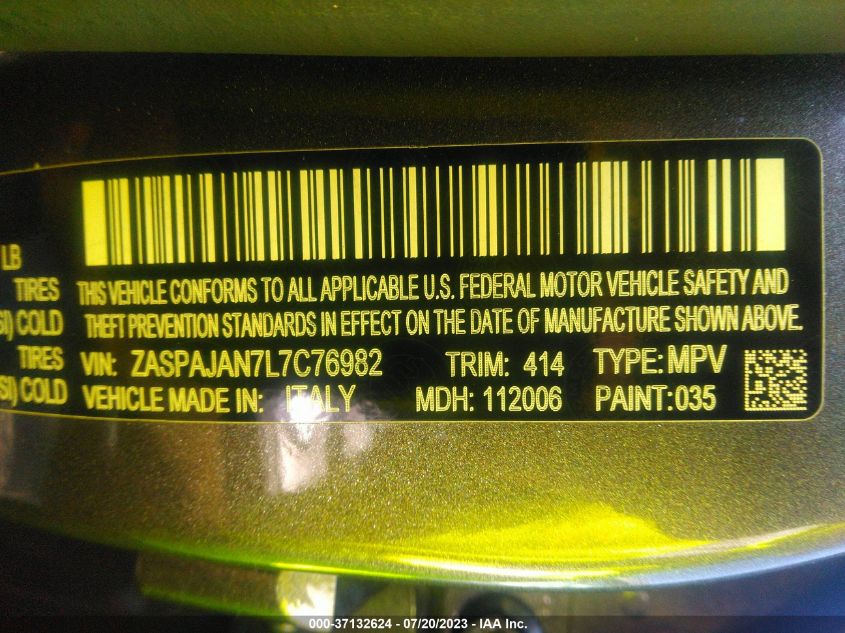 LB
TIRES THIS VEHICLE CONFORMS TO ALL APPLICABLE U.S. FEDERAL MOTOR VEHICLE SAFETY AND
SI) COLD THEFT PREVENTION STANDARDS IN EFFECT ON THE DATE OF MANUFACTURE SHOWN ABOVE.
TIRES VIN: ZASPAJAN7L7C76982 TRIM: 414 TYPE:MPV
SI) COLD VEHICLE MADE IN: ITALY MDH: 112006 PAINT:035
000-37132624 - 07/20/2023 - IAA Inc.